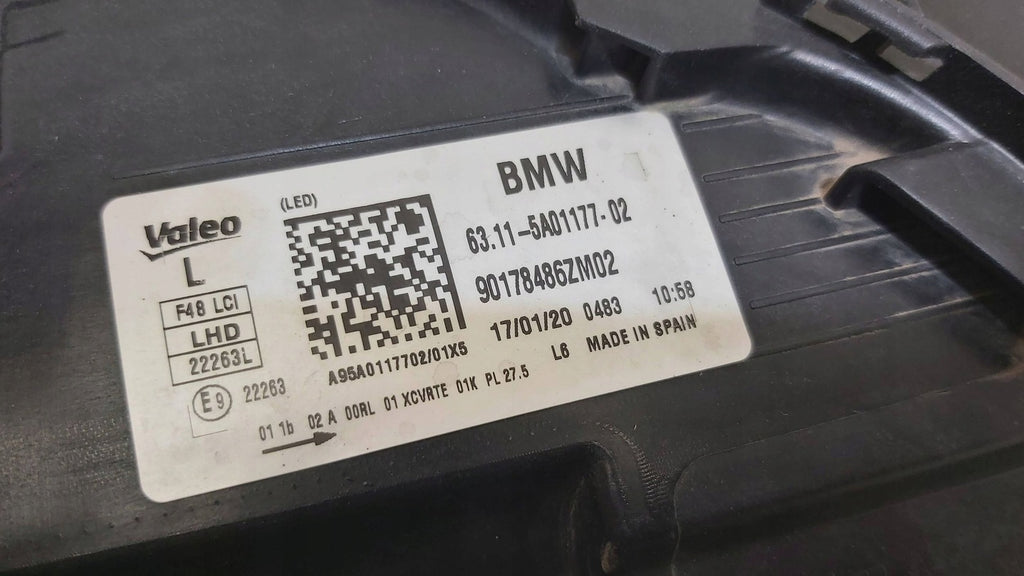 Valeo
L
F48 LCI
LHD
22263L
E9 22263
(LED)
A95A0117702/01X5
BMW
63.11-5A01177-02
90178486ZM02
17/01/20 0483 10:58
L6 MADE IN SPAIN
01 1b 02 A 00RL 01 XCVRTE 01K PL 27.5